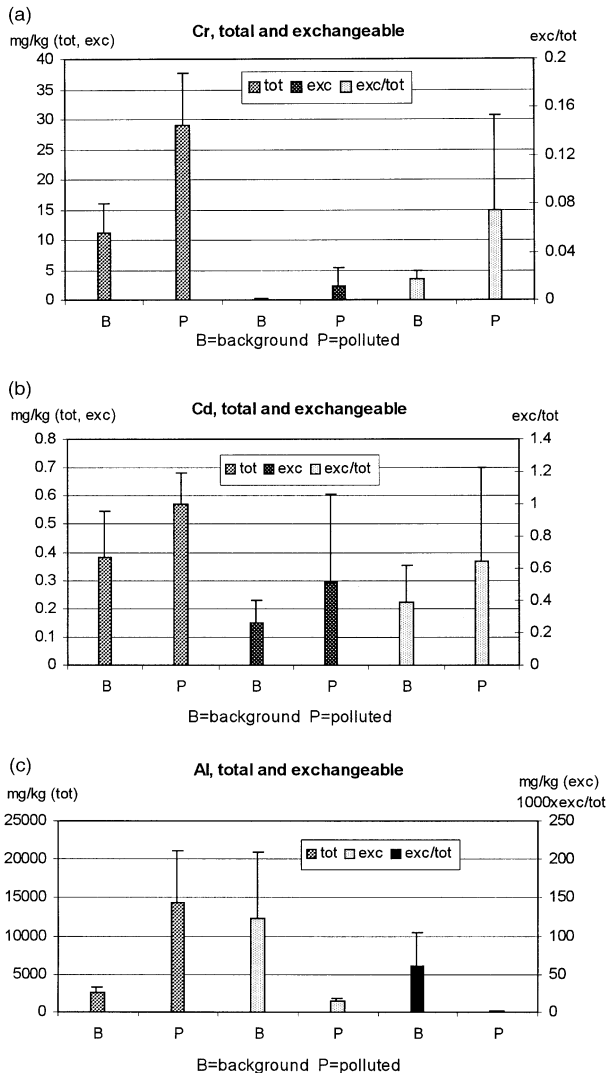 (a)
mg/kg (tot, exc)
Cr, total and exchangeable
exc/tot
40
35
30
25
20
15
10
5
0
tot exc exc/tot
0.2
0.16
0.12
0.08
0.04
0
B P B P B P
B=background P=polluted
(b)
mg/kg (tot, exc)
Cd, total and exchangeable
exc/tot
0.8
0.7
0.6
0.5
0.4
0.3
0.2
0.1
0
tot exc exc/tot
1.4
1.2
1
0.8
0.6
0.4
0.2
0
B P B P B P
B=background P=polluted
(c)
Al, total and exchangeable
mg/kg (tot)
mg/kg (exc)
1000xexc/tot
25000
20000
15000
10000
5000
0
tot exc exc/tot
250
200
150
100
50
0
B P B P B P
B=background P=polluted